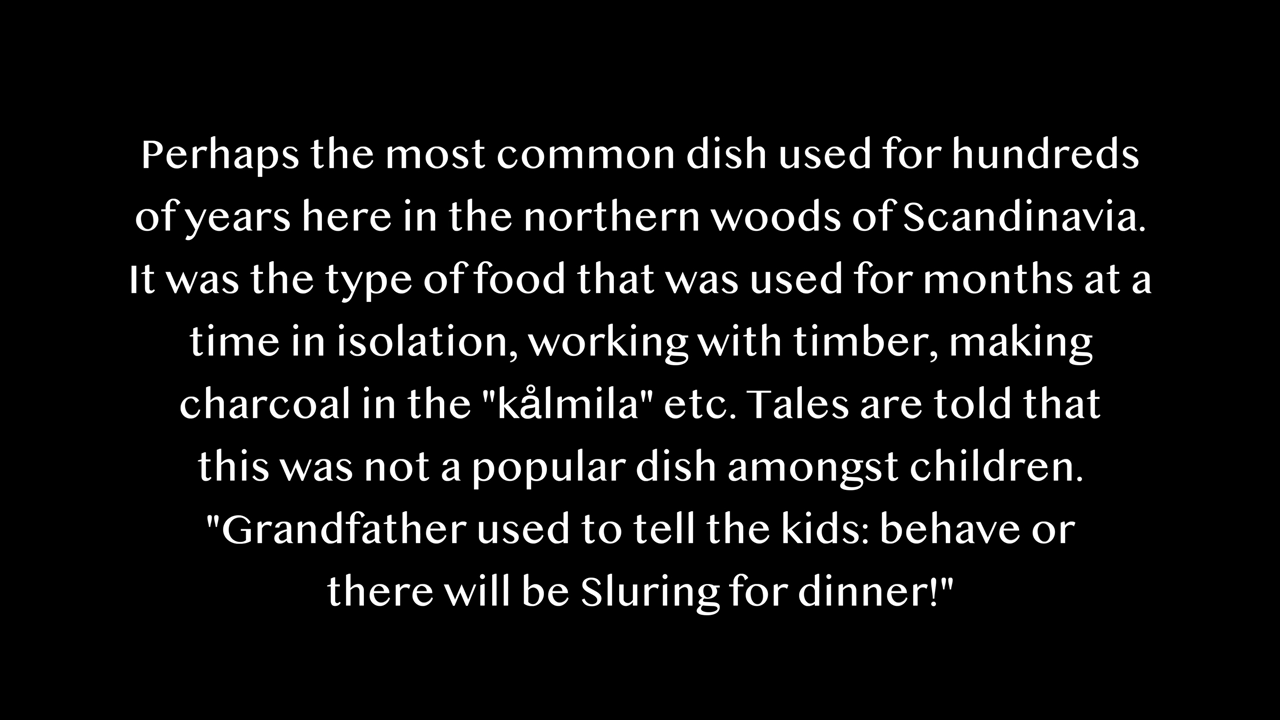 Perhaps the most common dish used for hundreds
of years here in the northern woods of Scandinavia.
It was the type of food that was used for months at a
time in isolation, working with timber, making
charcoal in the "kålmila" etc. Tales are told that
this was not a popular dish amongst children.
"Grandfather used to tell the kids: behave or
there will be Sluring for dinner!"